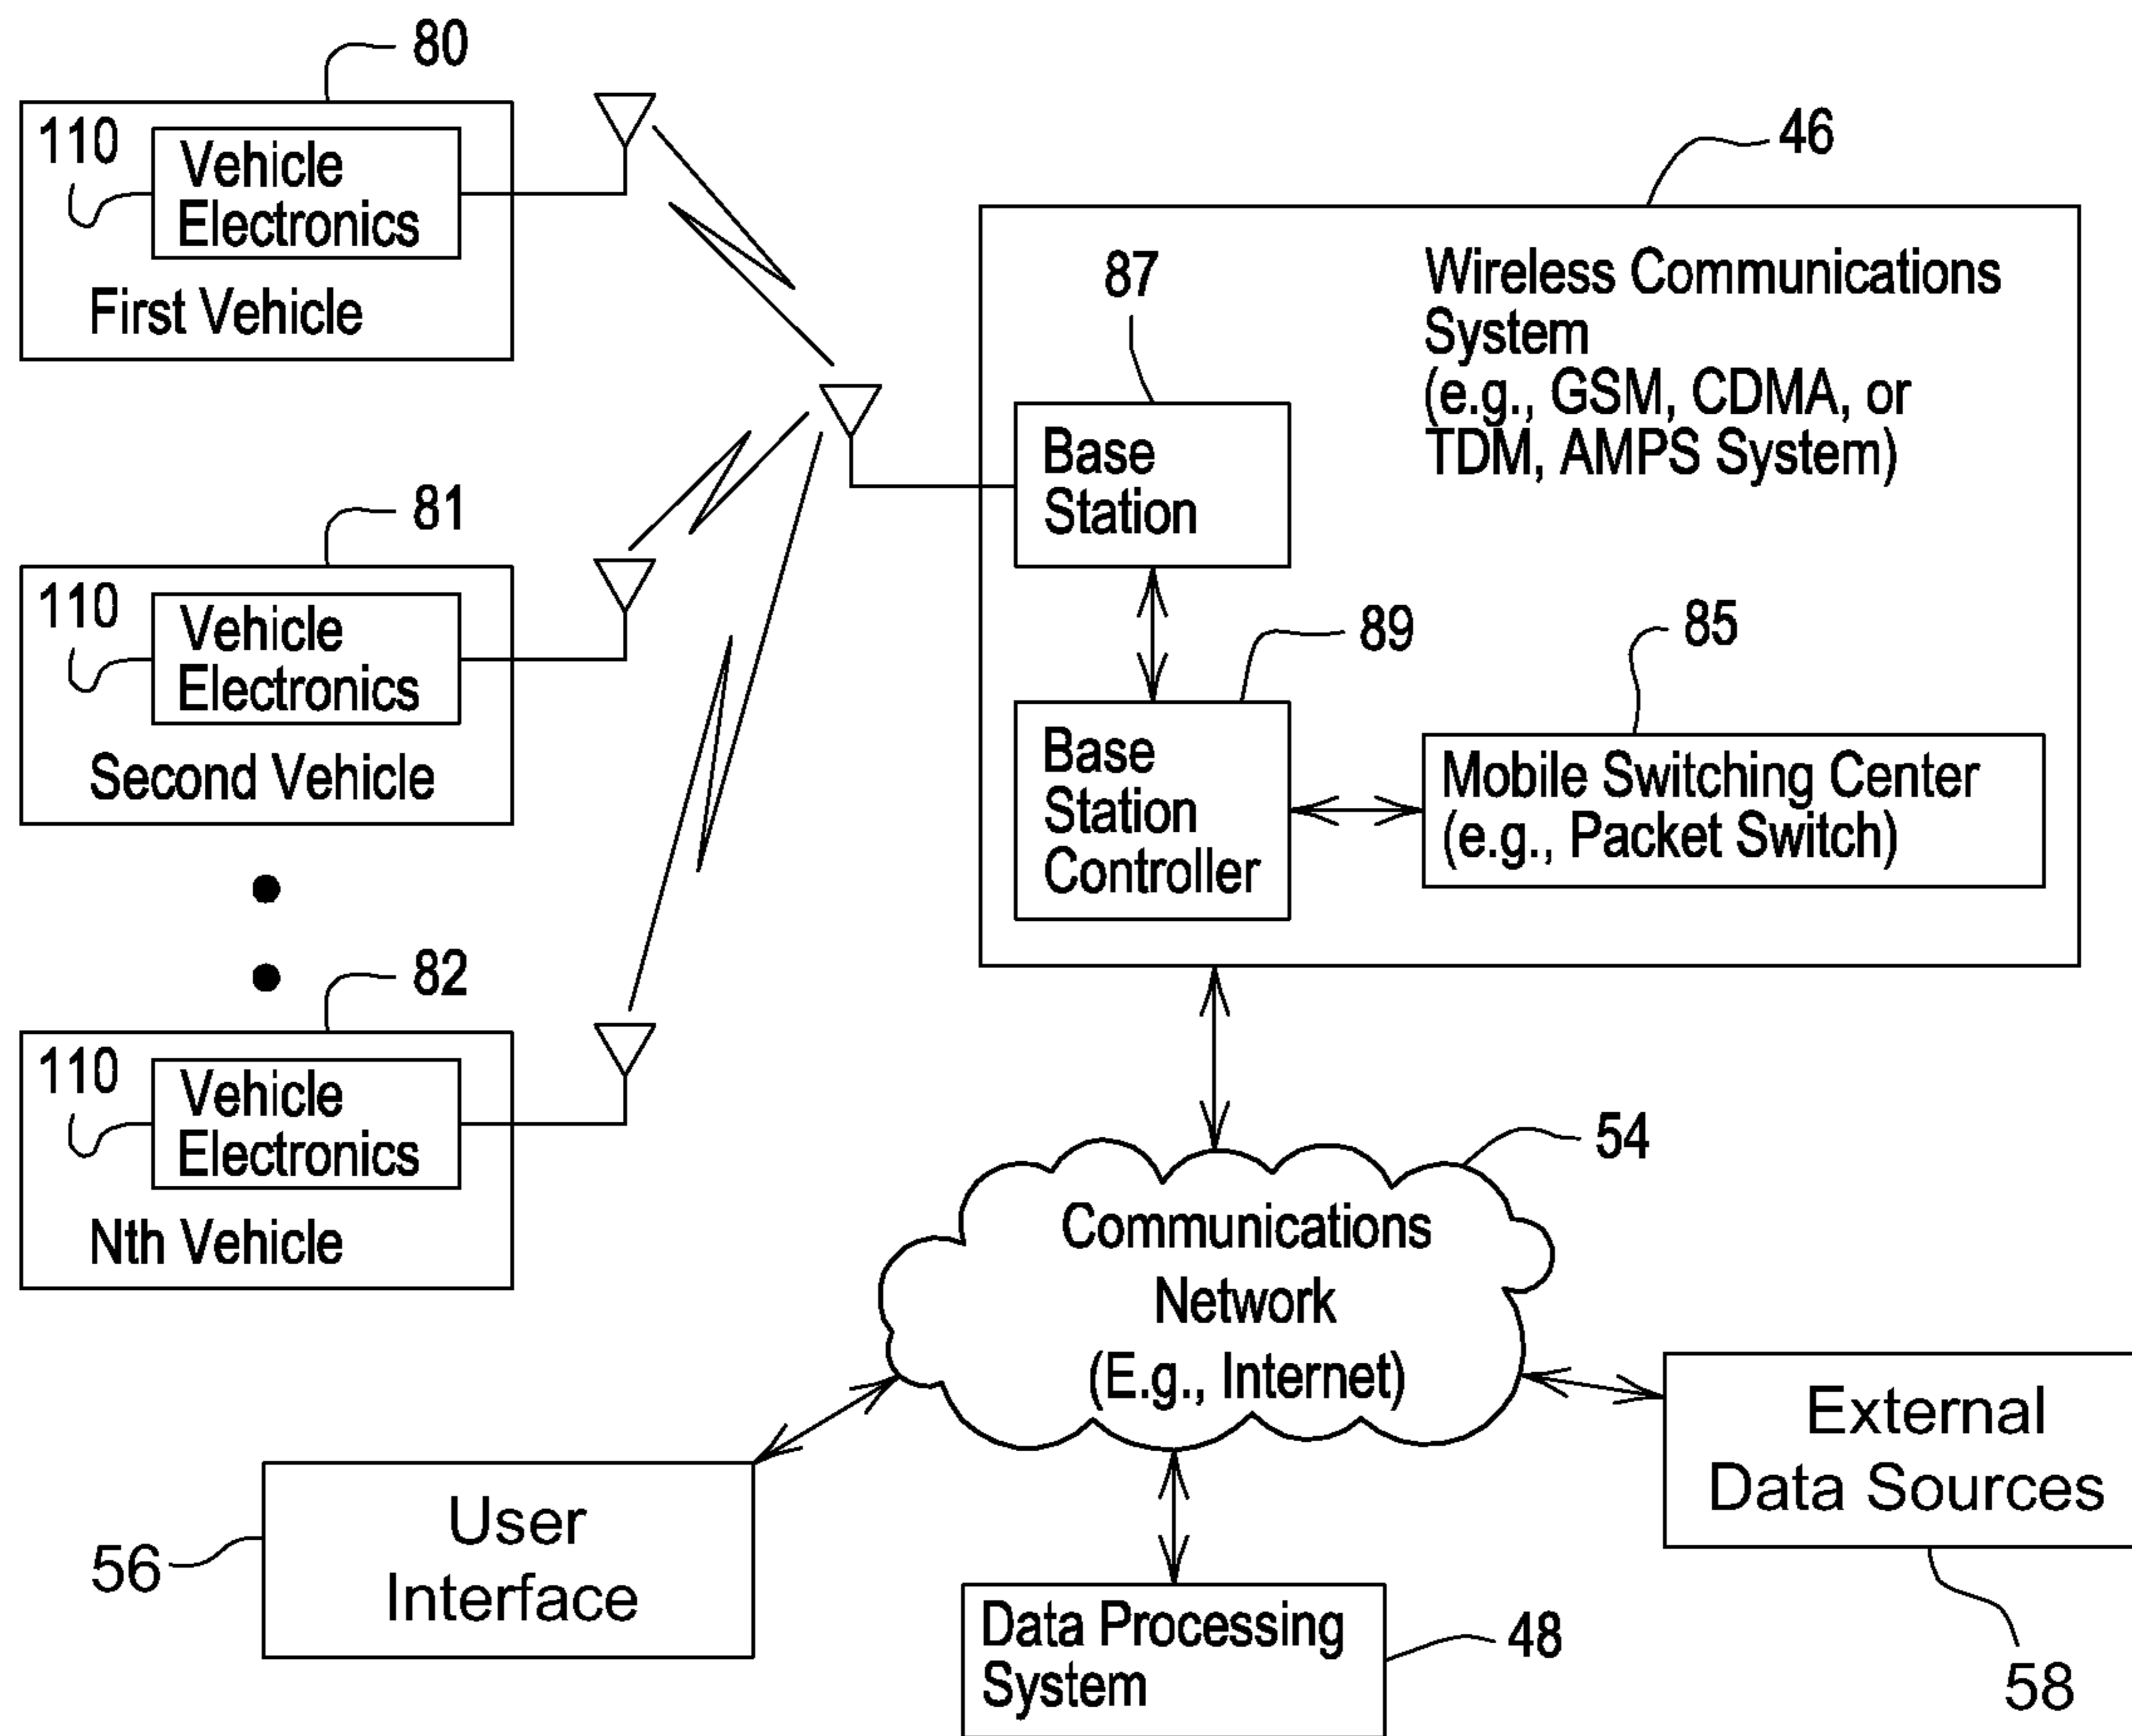 80
110
Vehicle
Electronics
First Vehicle
46
Wireless Communications
System
(e.g., GSM, CDMA, or
TDM, AMPS System)
87
Base
Station
81
110
Vehicle
Electronics
Second Vehicle
89
Base
Station
Controller
85
Mobile Switching Center
(e.g., Packet Switch)
82
110
Vehicle
Electronics
Nth Vehicle
54
Communications
Network
(E.g., Internet)
External
Data Sources
58
User
Interface
56
Data Processing
System
48